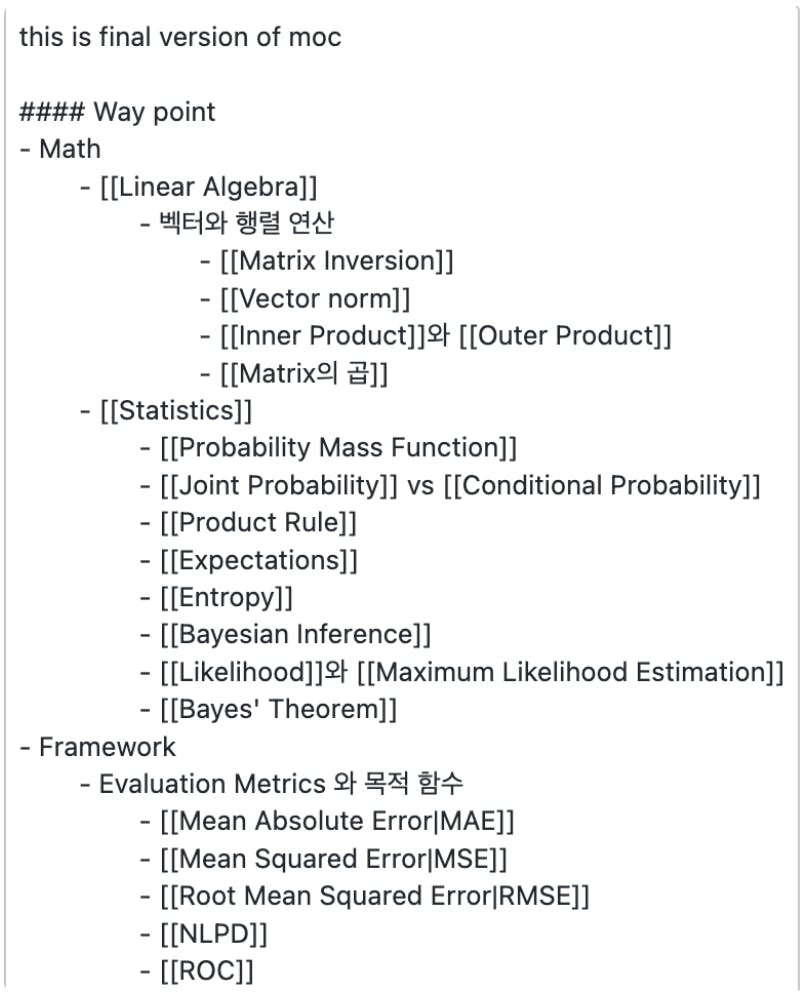 this is final version of moc
#### Way point
- Math
- [[Linear Algebra]]
- 벡터와 행렬 연산
- [[Matrix Inversion]]
- [[Vector norm]]
- [[Inner Product]]와 [[Outer Product]]
- [[Matrix의 곱]]
- [[Statistics]]
- [[Probability Mass Function]]
- [[Joint Probability]] vs [[Conditional Probability]]
- [[Product Rule]]
- [[Expectations]]
- [[Entropy]]
- [[Bayesian Inference]]
- [[Likelihood]]와 [[Maximum Likelihood Estimation]]
- [[Bayes' Theorem]]
- Framework
- Evaluation Metrics 와 목적 함수
- [[Mean Absolute Error|MAE]]
- [[Mean Squared Error|MSE]]
- [[Root Mean Squared Error|RMSE]]
- [[NLPD]]
- [[ROC]]